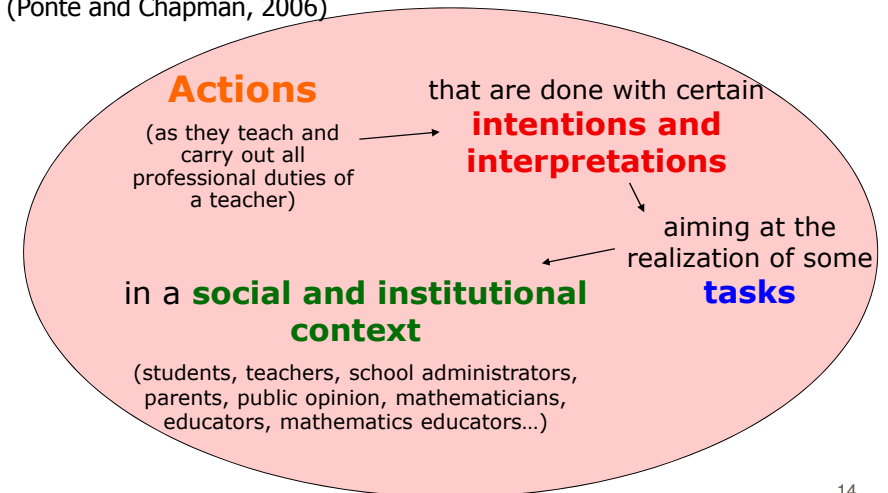 (Ponte and Chapman, 2006)
Actions
(as they teach and
carry out all
professional duties of
a teacher)
that are done with certain
intentions and
interpretations
aiming at the
realization of some
tasks
in a social and institutional
context
(students, teachers, school administrators,
parents, public opinion, mathematicians,
educators, mathematics educators…)
14